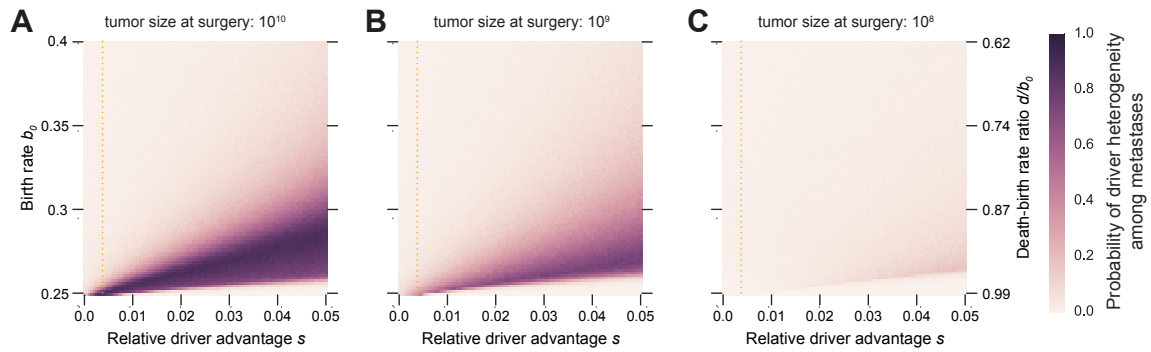 A
tumor size at surgery: 10¹⁰
B
tumor size at surgery: 10⁹
C
tumor size at surgery: 10⁸
Birth rate b₀
0.4
0.35
0.3
0.25
0.0 0.01 0.02 0.03 0.04 0.05
Relative driver advantage s
0.0 0.01 0.02 0.03 0.04 0.05
Relative driver advantage s
0.0 0.01 0.02 0.03 0.04 0.05
Relative driver advantage s
0.62
0.74
0.87
0.99
Death-birth rate ratio d/b₀
1.0
0.8
0.6
0.4
0.2
0.0
Probability of driver heterogeneity
among metastases